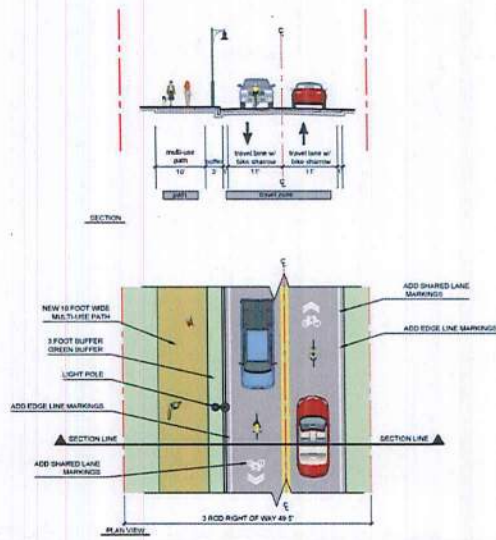 multi-use
path
10'
buffer
3'
1'
travel lane w/
bike sharrow
11'
travel lane w/
bike sharrow
11'
1'
path
travel zone
SECTION
NEW 10 FOOT WIDE
MULTI-USE PATH
3 FOOT BUFFER
GREEN BUFFER
LIGHT POLE
ADD EDGE LINE MARKINGS
SECTION LINE
ADD SHARED LANE
MARKINGS
ADD SHARED LANE
MARKINGS
ADD EDGE LINE MARKINGS
SECTION LINE
3 ROD RIGHT OF WAY 49.5'
PLAN VIEW